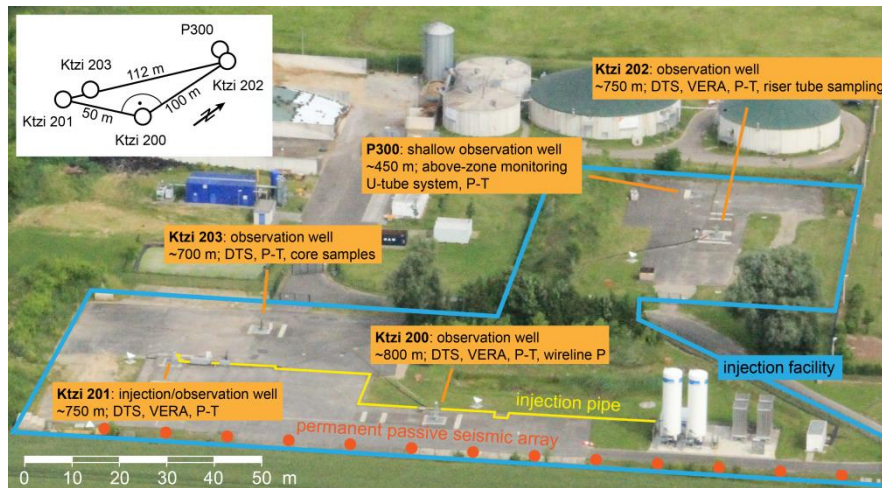 P300
Ktzi 203
112 m
Ktzi 202
Ktzi 201
50 m
100 m
Ktzi 200
N
Ktzi 202: observation well
~750 m; DTS, VERA, P-T, riser tube sampling
P300: shallow observation well
~450 m; above-zone monitoring
U-tube system, P-T
Ktzi 203: observation well
~700 m; DTS, P-T, core samples
Ktzi 200: observation well
~800 m; DTS, VERA, P-T, wireline P
injection facility
Ktzi 201: injection/observation well
~750 m; DTS, VERA, P-T
injection pipe
permanent passive seismic array
0 10 20 30 40 50 m